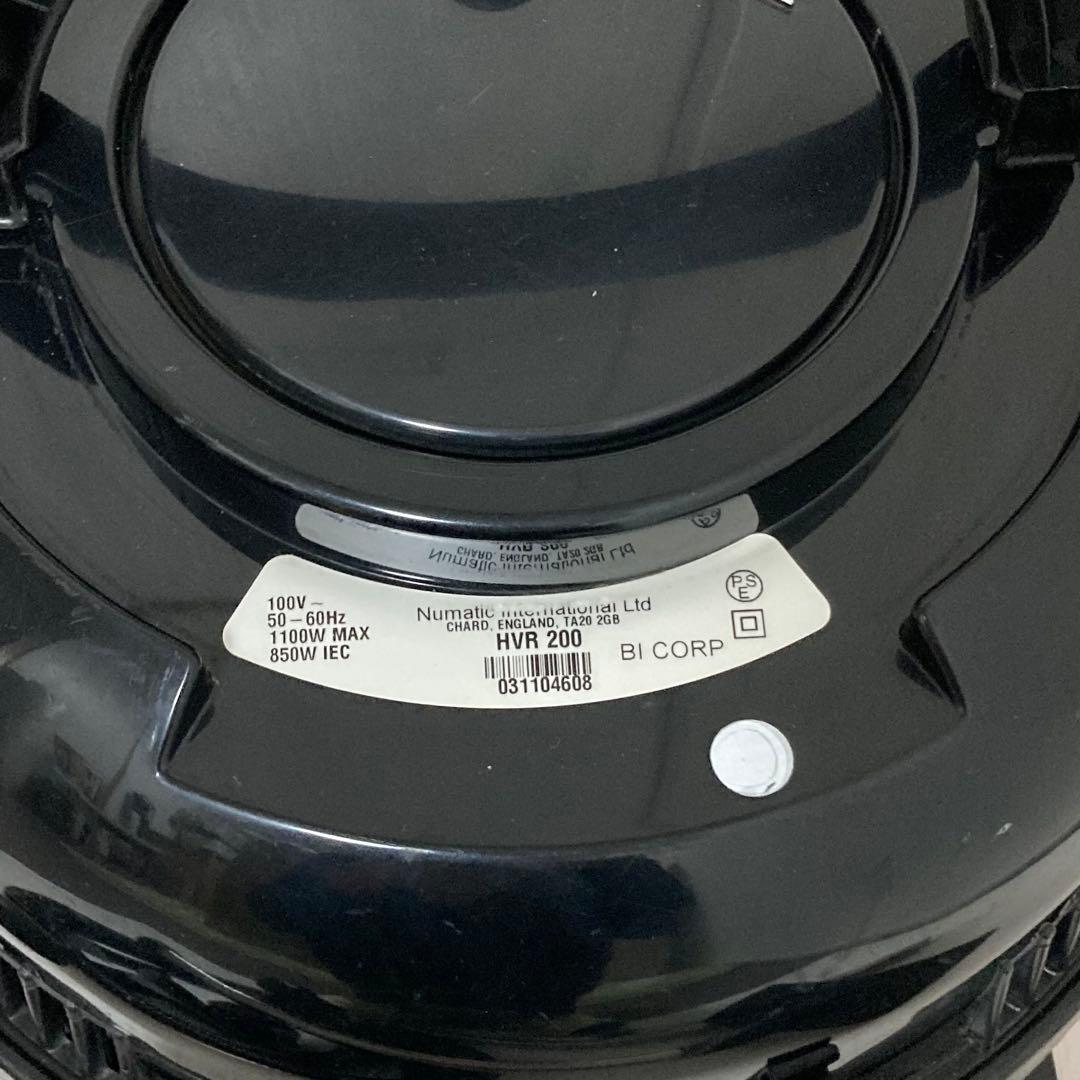 100V ~
50 – 60Hz
1100W MAX
850W IEC
Numatic International Ltd
CHARD, ENGLAND, TA20 2GB
HVR 200
031104608
BI CORP
PSE